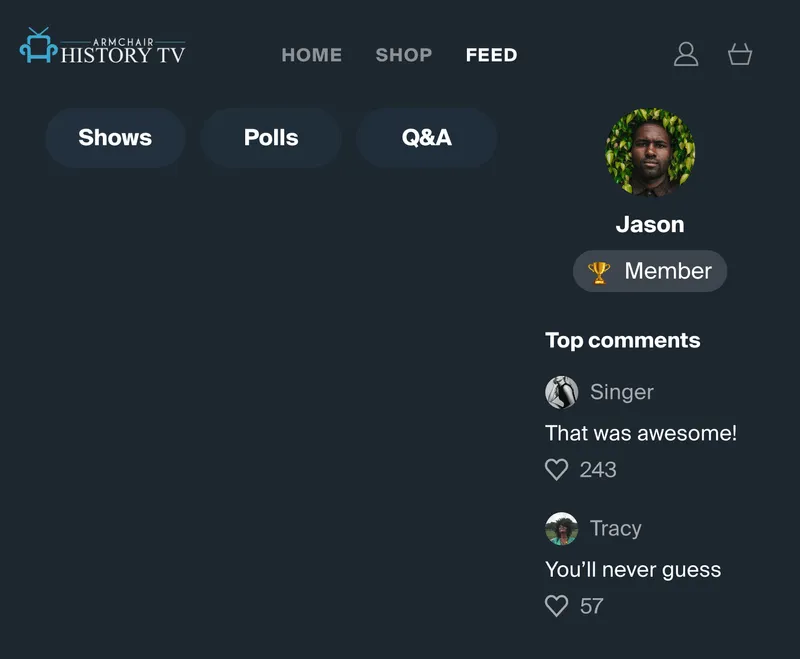 ARMCHAIR
HISTORY TV
HOME SHOP FEED
Shows Polls Q&A
Jason
Member
Top comments
Singer
That was awesome!
243
Tracy
You’ll never guess
57